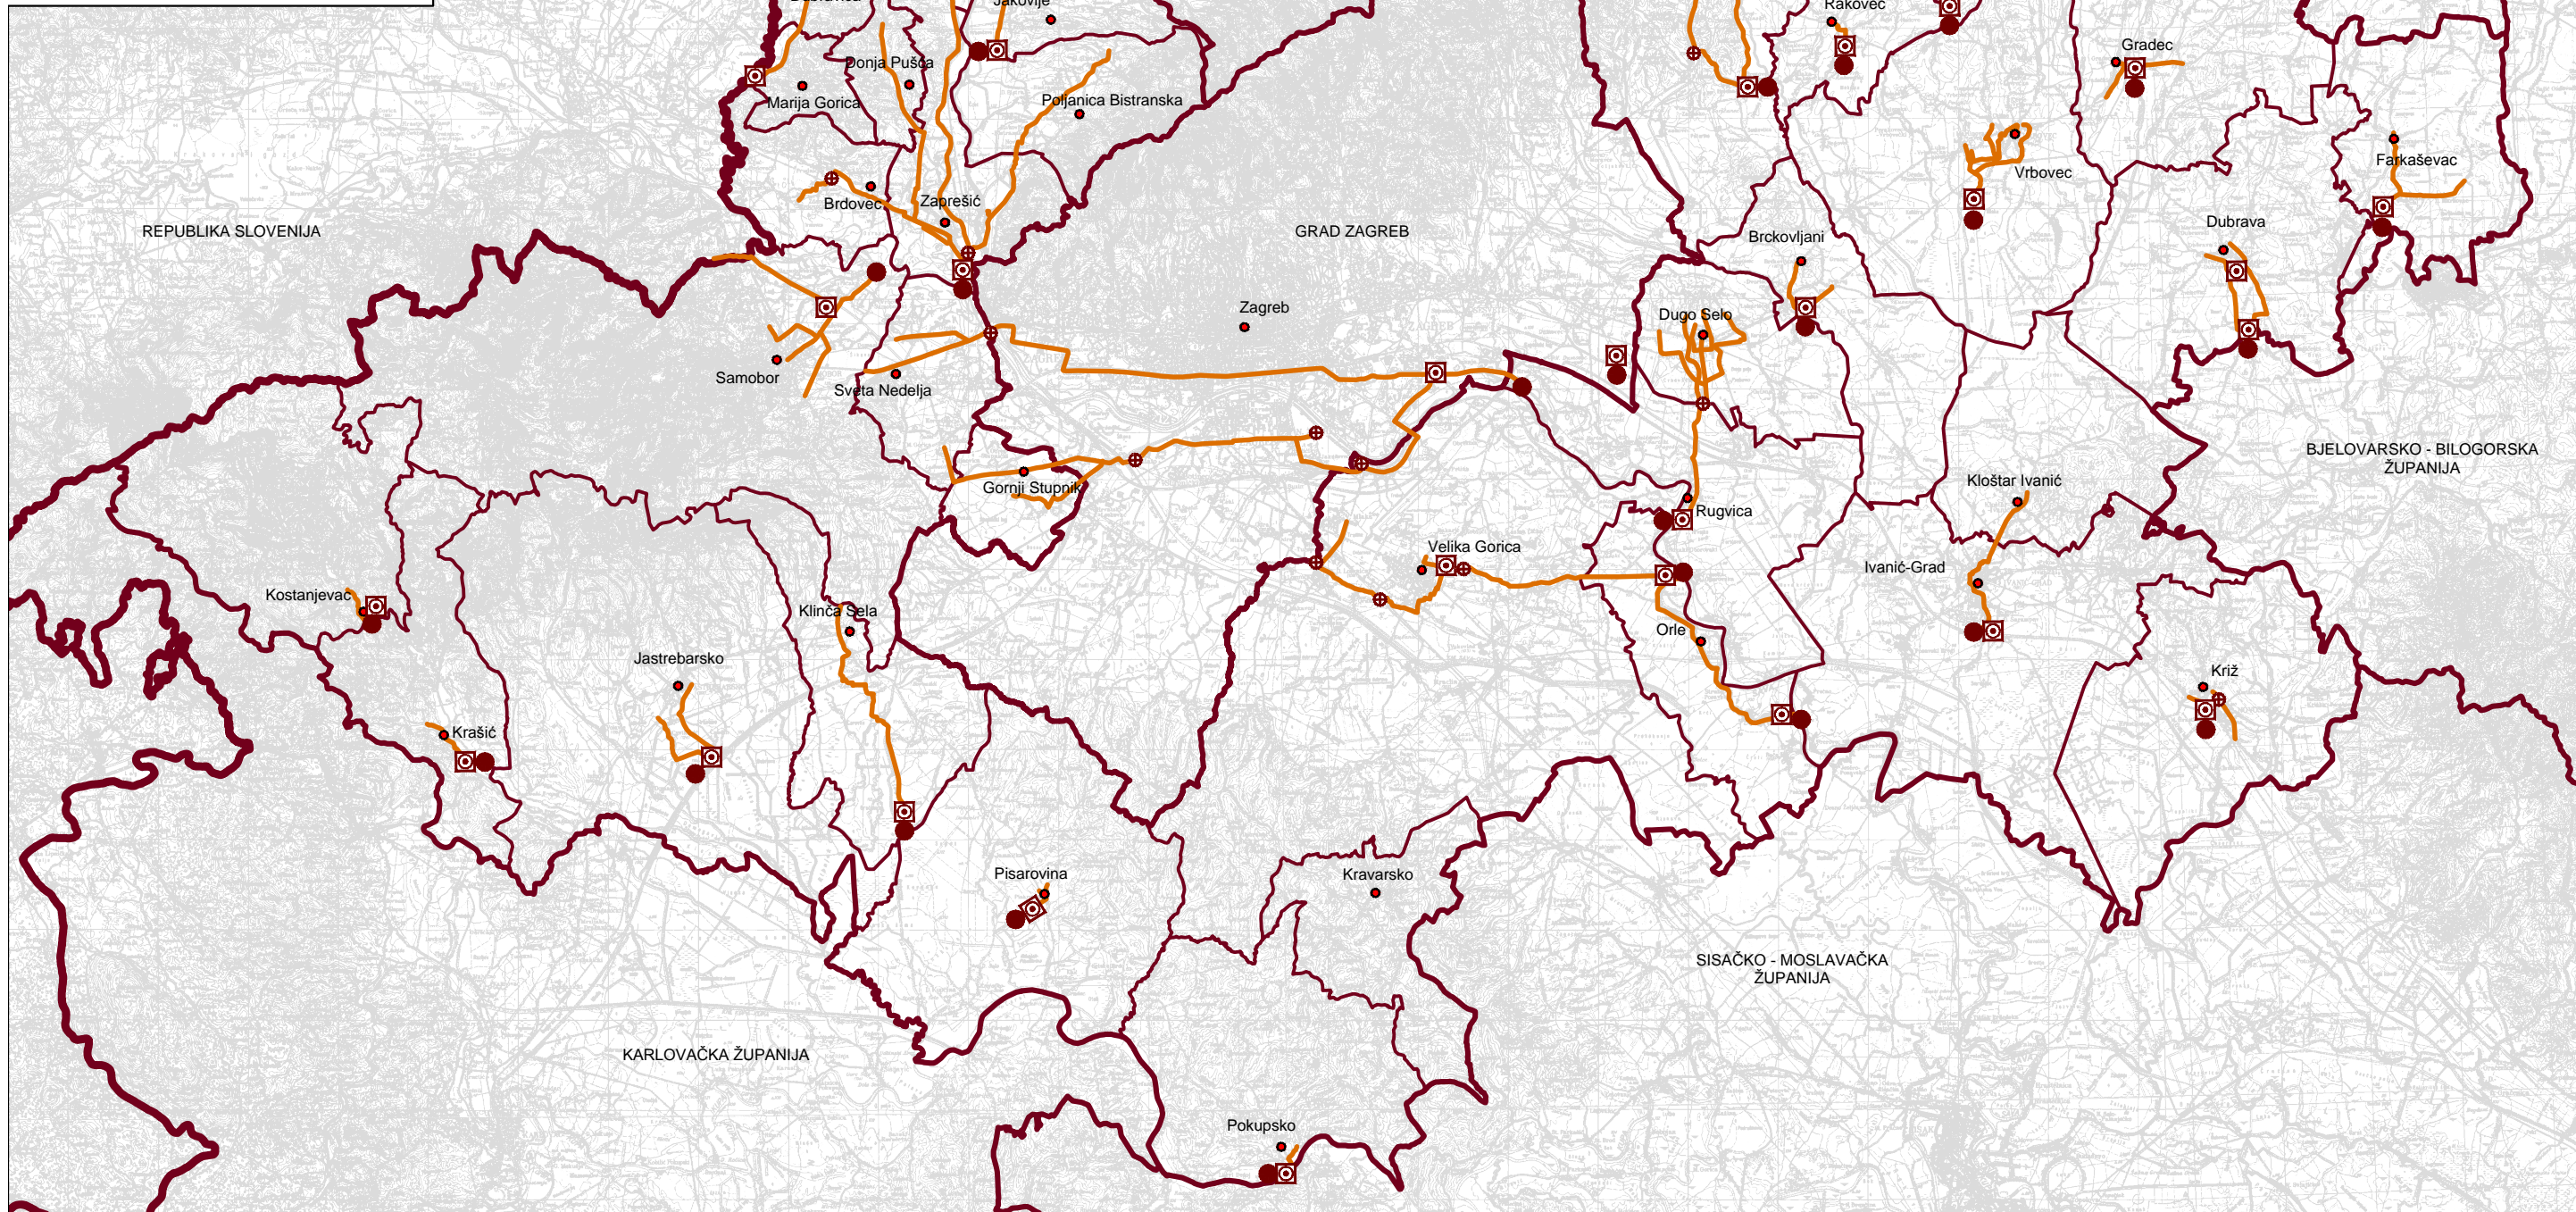 Jakovlje
Rakovec
Gradec
Donja Pušća
Marija Gorica
Poljanica Bistranska
Farkaševac
Vrbovec
Brdovec
Zaprešić
Dubrava
REPUBLIKA SLOVENIJA
GRAD ZAGREB
Brckovljani
Zagreb
Dugo Selo
Samobor
Sveta Nedelja
BJELOVARSKO - BILOGORSKA
ŽUPANIJA
Kloštar Ivanić
Gornji Stupnik
Rugvica
Velika Gorica
Ivanić-Grad
Kostanjevac
Klinča Sela
Orle
Jastrebarsko
Križ
Krašić
Pisarovina
Kravarsko
SISAČKO - MOSLAVAČKA
ŽUPANIJA
KARLOVAČKA ŽUPANIJA
Pokupsko